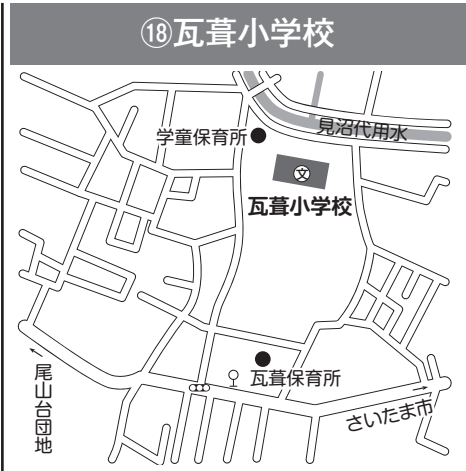 ⑱瓦葺小学校
見沼代用水
学童保育所
文
瓦葺小学校
瓦葺保育所
尾山台団地
さいたま市